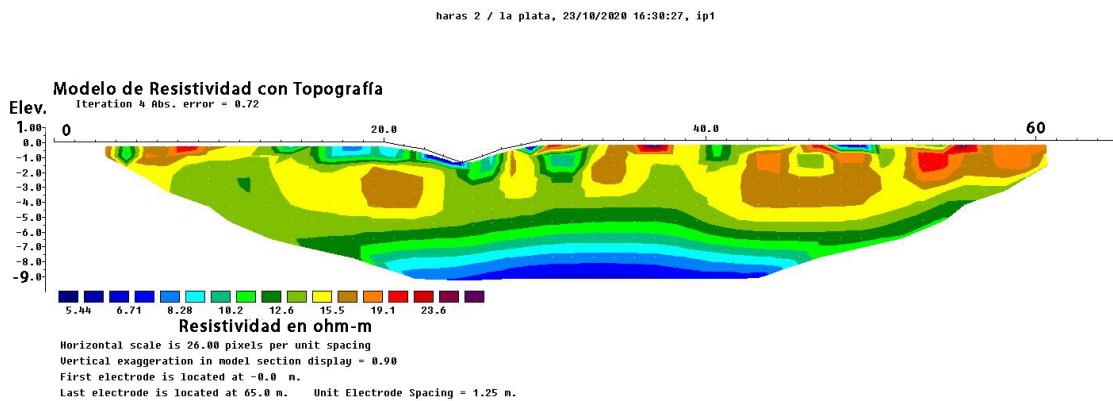 haras 2 / la plata, 23/10/2020 16:30:27, ip1
Modelo de Resistividad con Topografía
Iteration 4 Abs. error = 0.72
Elev.
0 20.0 40.0 60
1.00
0.0
-1.0
-2.0
-3.0
-4.0
-5.0
-6.0
-7.0
-8.0
-9.0
5.44 6.71 8.28 10.2 12.6 15.5 19.1 23.6
Resistividad en ohm-m
Horizontal scale is 26.00 pixels per unit spacing
Vertical exaggeration in model section display = 0.90
First electrode is located at -0.0 m.
Last electrode is located at 65.0 m. Unit Electrode Spacing = 1.25 m.